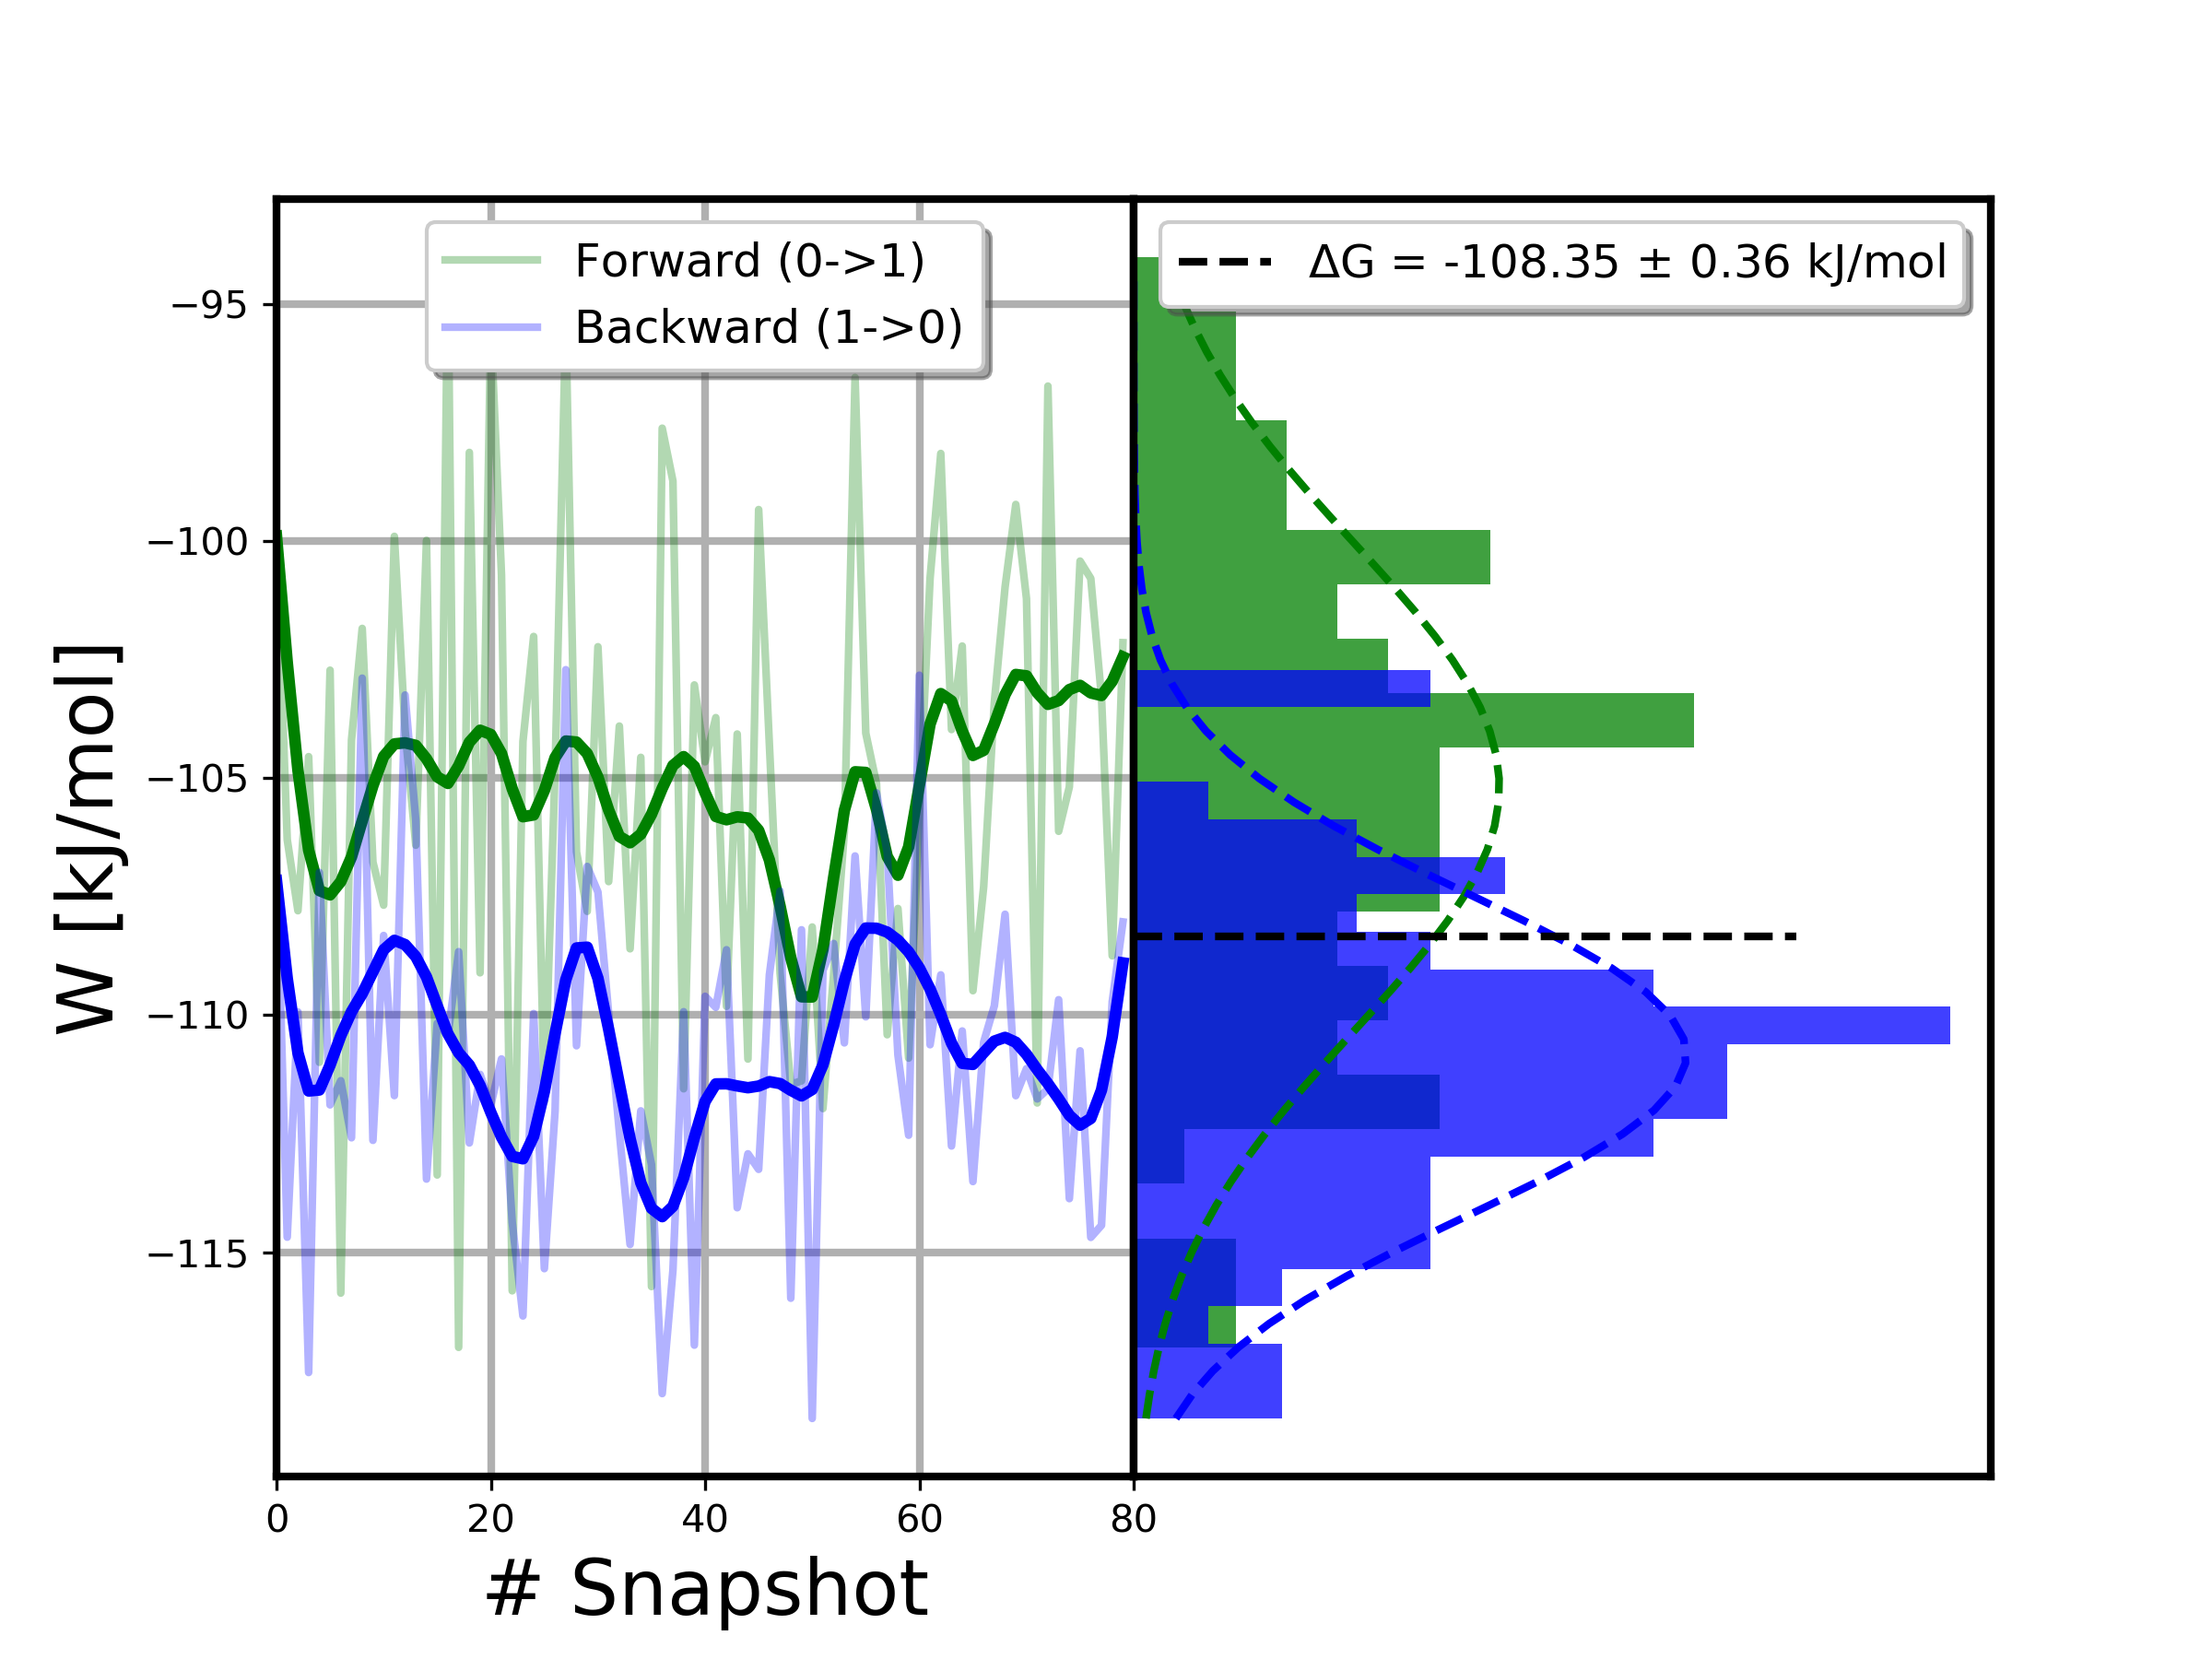 Forward (0->1)
Backward (1->0)
ΔG = -108.35 ± 0.36 kJ/mol
W [kJ/mol]
−95
−100
−105
−110
−115
0 20 40 60 80
# Snapshot